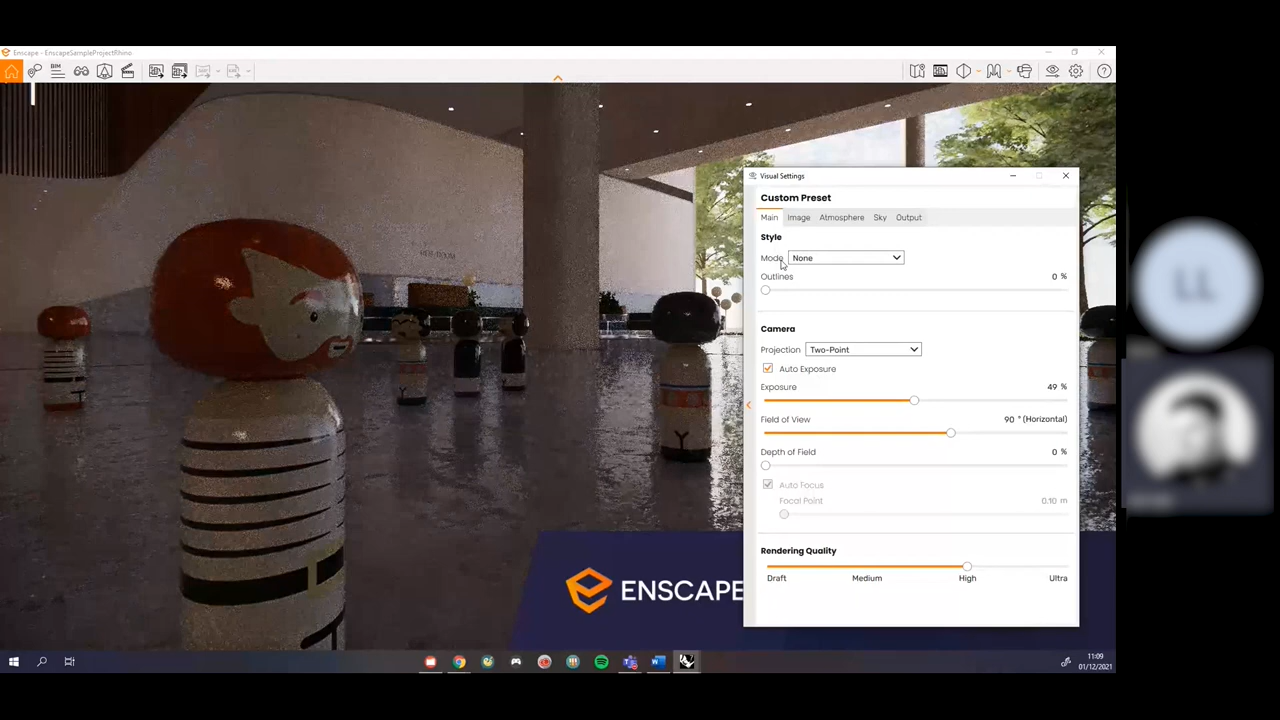 Enscape - EnscapeSampleProjectRhino
BIM
Visual Settings
Custom Preset
Main Image Atmosphere Sky Output
Style
Mode None
Outlines 0 %
Camera
Projection Two-Point
Auto Exposure
Exposure 49 %
Field of View 90 ° (Horizontal)
Depth of Field 0 %
Auto Focus
Focal Point 0.10 m
Rendering Quality
Draft Medium High Ultra
ENSCAPE
11:09
01/12/2021
LL